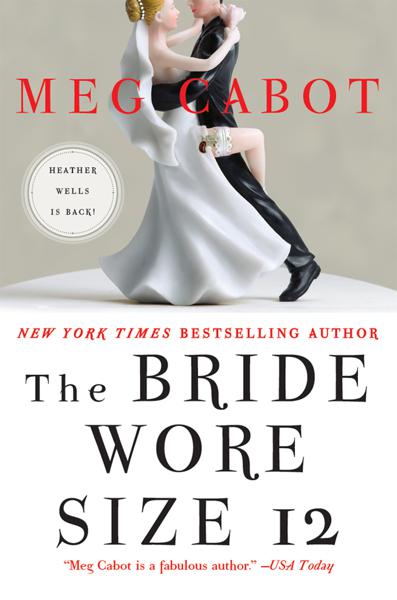 MEG CABOT
HEATHER
WELLS
IS BACK!
NEW YORK TIMES BESTSELLING AUTHOR
The BRIDE
WORE
SIZE 12
“Meg Cabot is a fabulous author.” —USA Today